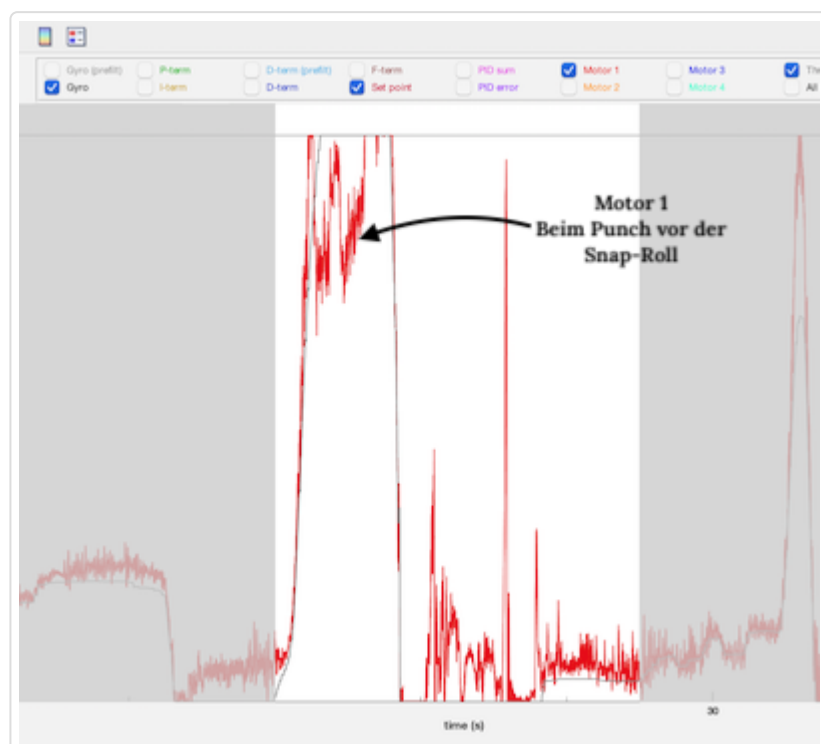 Gyro (prefilt) P-term D-term (prefilt) F-term PID sum Motor 1 Motor 3
Gyro I-term D-term Set point PID error Motor 2 Motor 4 All
Motor 1
Beim Punch vor der
Snap-Roll
30
time (s)